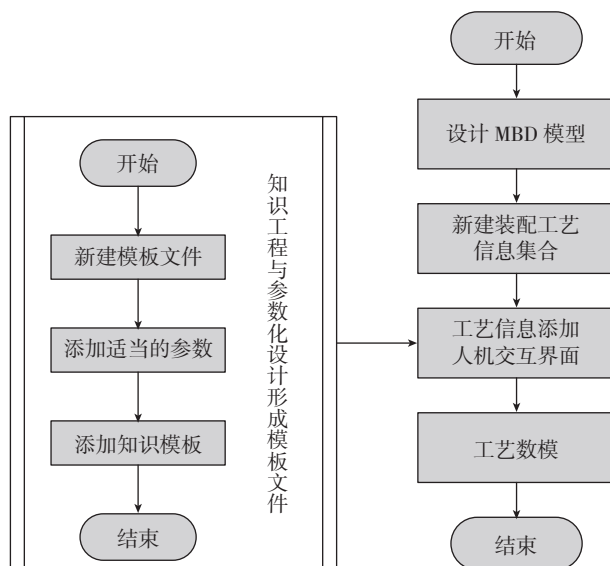 开始
新建模板文件
添加适当的参数
添加知识模板
结束
知识工程与参数化设计形成模板文件
开始
设计 MBD 模型
新建装配工艺
信息集合
工艺信息添加
人机交互界面
工艺数模
结束